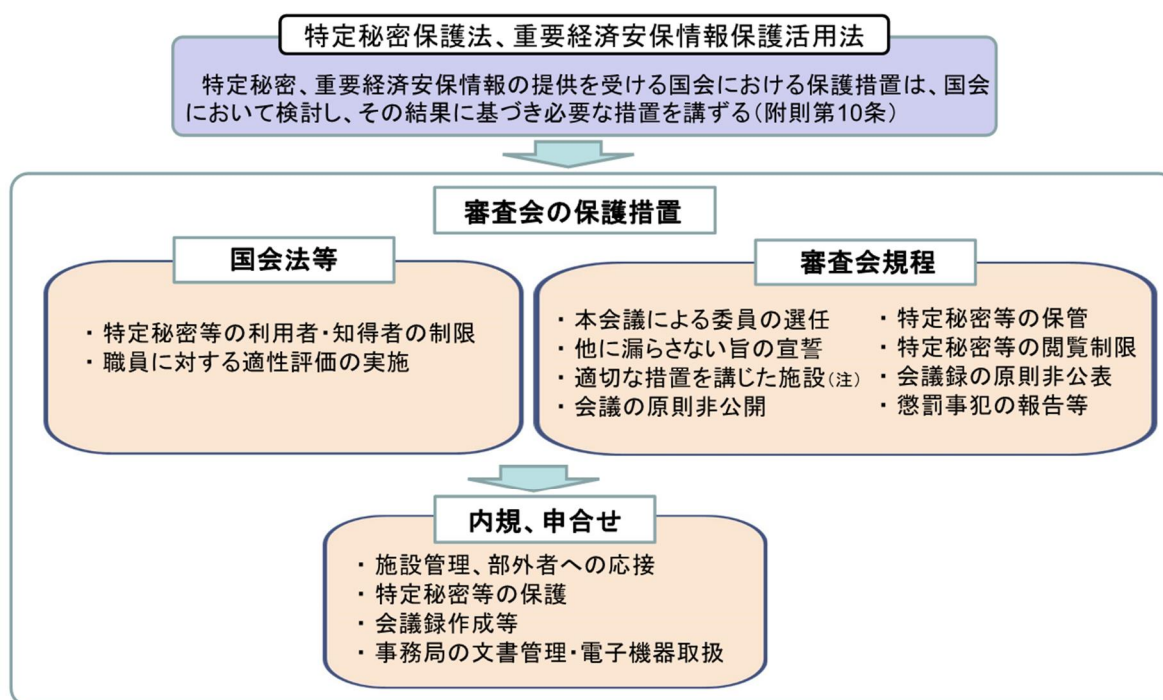 特定秘密保護法、重要経済安保情報保護活用法
特定秘密、重要経済安保情報の提供を受ける国会における保護措置は、国会
において検討し、その結果に基づき必要な措置を講ずる（附則第10条）
審査会の保護措置
国会法等
・ 特定秘密等の利用者・知得者の制限
・ 職員に対する適性評価の実施
審査会規程
・ 本会議による委員の選任
・ 他に漏らさない旨の宣誓
・ 適切な措置を講じた施設（注）
・ 会議の原則非公開
・ 特定秘密等の保管
・ 特定秘密等の閲覧制限
・ 会議録の原則非公表
・ 懲罰事犯の報告等
内規、申合せ
・ 施設管理、部外者への応接
・ 特定秘密等の保護
・ 会議録作成等
・ 事務局の文書管理・電子機器取扱